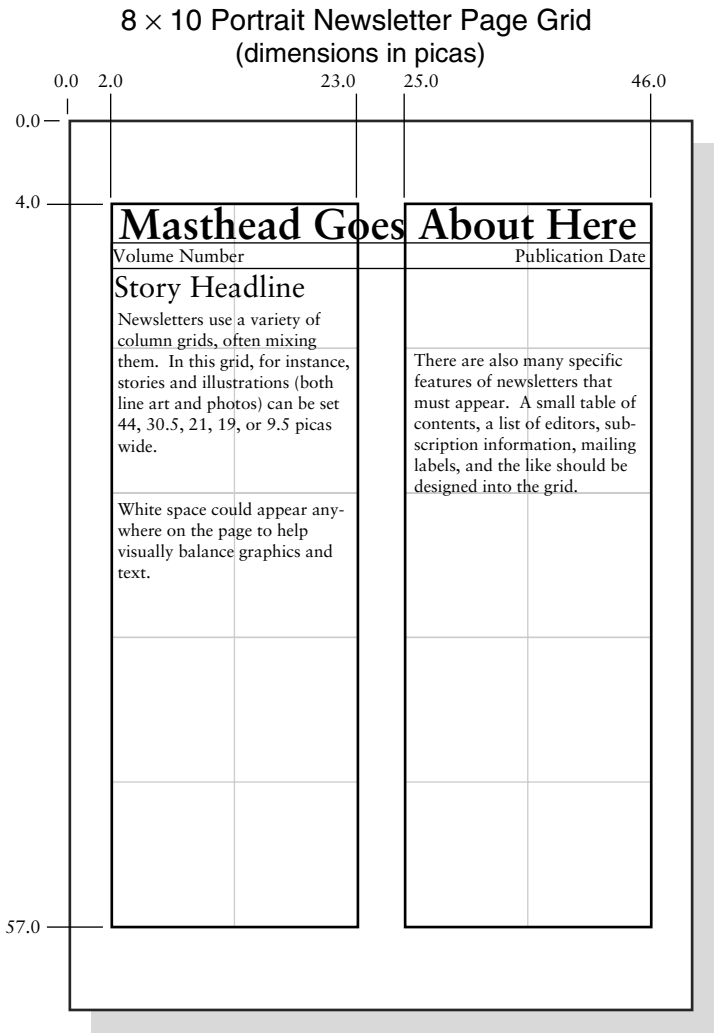 8 × 10 Portrait Newsletter Page Grid
(dimensions in picas)
0.0 2.0 23.0 25.0 46.0
0.0
4.0
Masthead Goes About Here
Volume Number Publication Date
Story Headline
Newsletters use a variety of
column grids, often mixing
them. In this grid, for instance,
stories and illustrations (both
line art and photos) can be set
44, 30.5, 21, 19, or 9.5 picas
wide.
White space could appear any-
where on the page to help
visually balance graphics and
text.
There are also many specific
features of newsletters that
must appear. A small table of
contents, a list of editors, sub-
scription information, mailing
labels, and the like should be
designed into the grid.
57.0